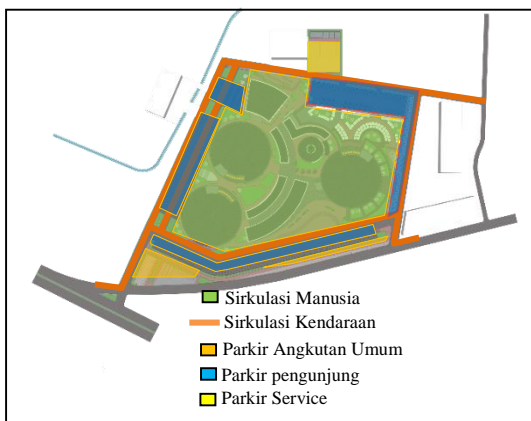 Sirkulasi Manusia
Sirkulasi Kendaraan
Parkir Angkutan Umum
Parkir pengunjung
Parkir Service